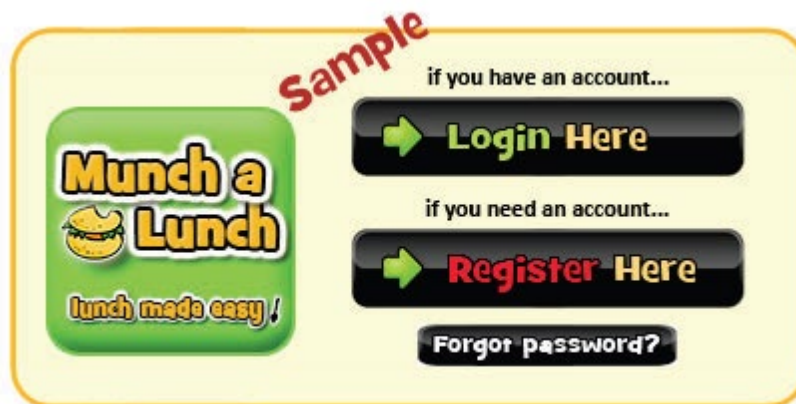 Sample
Munch a
Lunch
lunch made easy!
if you have an account...
Login Here
if you need an account...
Register Here
Forgot password?